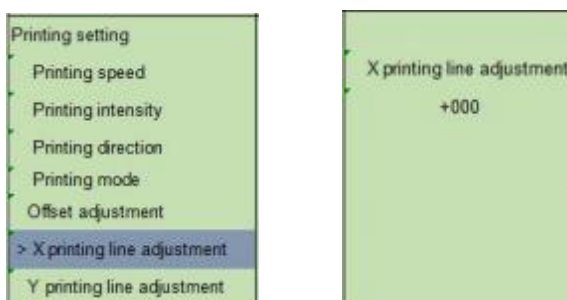 Printing setting
Printing speed
Printing intensity
Printing direction
Printing mode
Offset adjustment
> X printing line adjustment
Y printing line adjustment
X printing line adjustment
+000